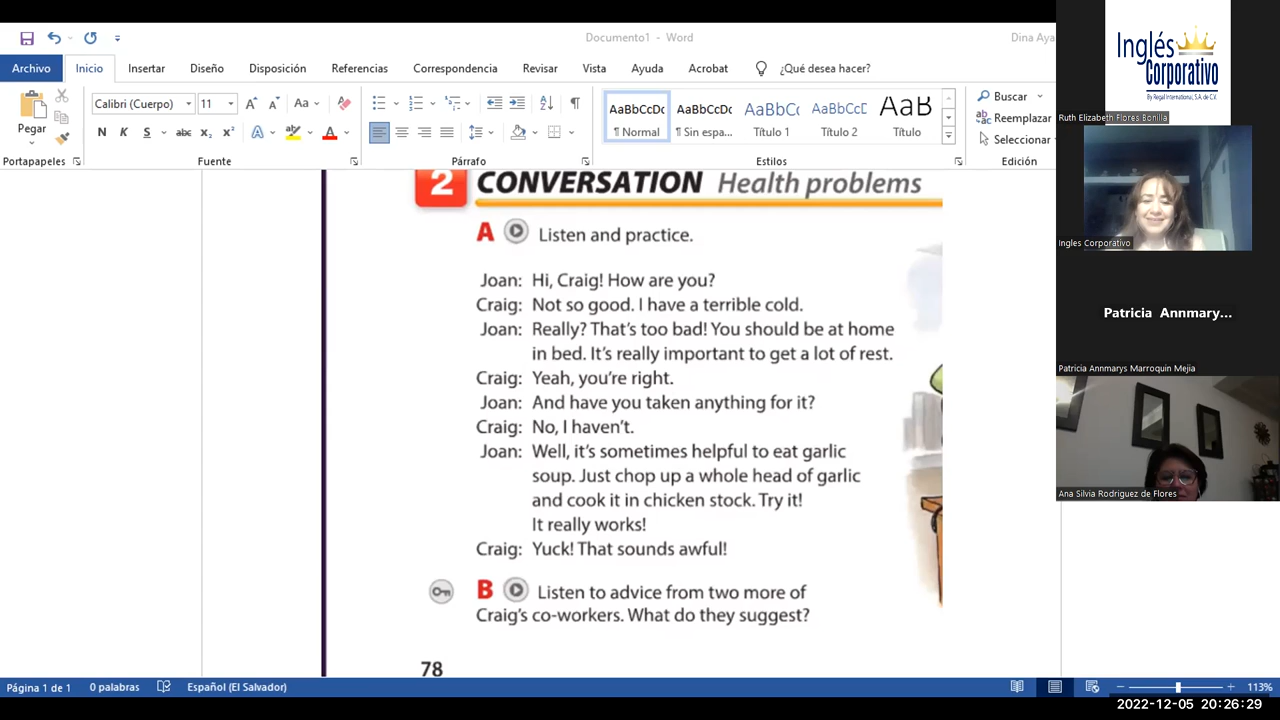 Documento1 - Word
Dina Aya
Archivo
Inicio
Insertar
Diseño
Disposición
Referencias
Correspondencia
Revisar
Vista
Ayuda
Acrobat
¿Qué desea hacer?
Pegar
Portapapeles
Calibri (Cuerpo)
11
Aa
N
K
S
abc
x₂
x²
A
Fuente
Párrafo
AaBbCcDc
¶ Normal
AaBbCcDc
¶ Sin espa...
AaBbCc
Título 1
AaBbCcE
Título 2
AaB
Título
Estilos
Buscar
Reemplazar
Seleccionar
Edición
2 CONVERSATION Health problems
A Listen and practice.
Joan: Hi, Craig! How are you?
Craig: Not so good. I have a terrible cold.
Joan: Really? That's too bad! You should be at home
in bed. It's really important to get a lot of rest.
Craig: Yeah, you're right.
Joan: And have you taken anything for it?
Craig: No, I haven't.
Joan: Well, it's sometimes helpful to eat garlic
soup. Just chop up a whole head of garlic
and cook it in chicken stock. Try it!
It really works!
Craig: Yuck! That sounds awful!
B Listen to advice from two more of
Craig's co-workers. What do they suggest?
78
Página 1 de 1
0 palabras
Español (El Salvador)
113%
Inglés
Corporativo
By Regal International, S.A. de C.V.
Ruth Elizabeth Flores Bonilla
Ingles Corporativo
Patricia Annmary...
Patricia Annmarys Marroquin Mejia
Ana Silvia Rodriguez de Flores
2022-12-05 20:26:29